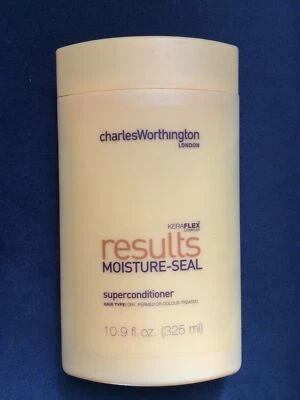 charlesWorthington
LONDON
KERAFLEX
COMPLEX
results
MOISTURE-SEAL
superconditioner
HAIR TYPE: DRY, PERMED OR COLOUR-TREATED
10.9 fl. oz. (325 ml)